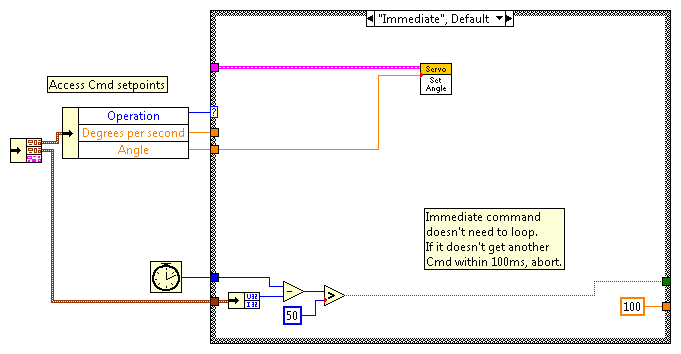 "Immediate", Default
Servo
Set
Angle
Access Cmd setpoints
Operation
?
Degrees per second
Angle
Immediate command
doesn't need to loop.
If it doesn't get another
Cmd within 100ms, abort.
U32
I32
-
>
50
100